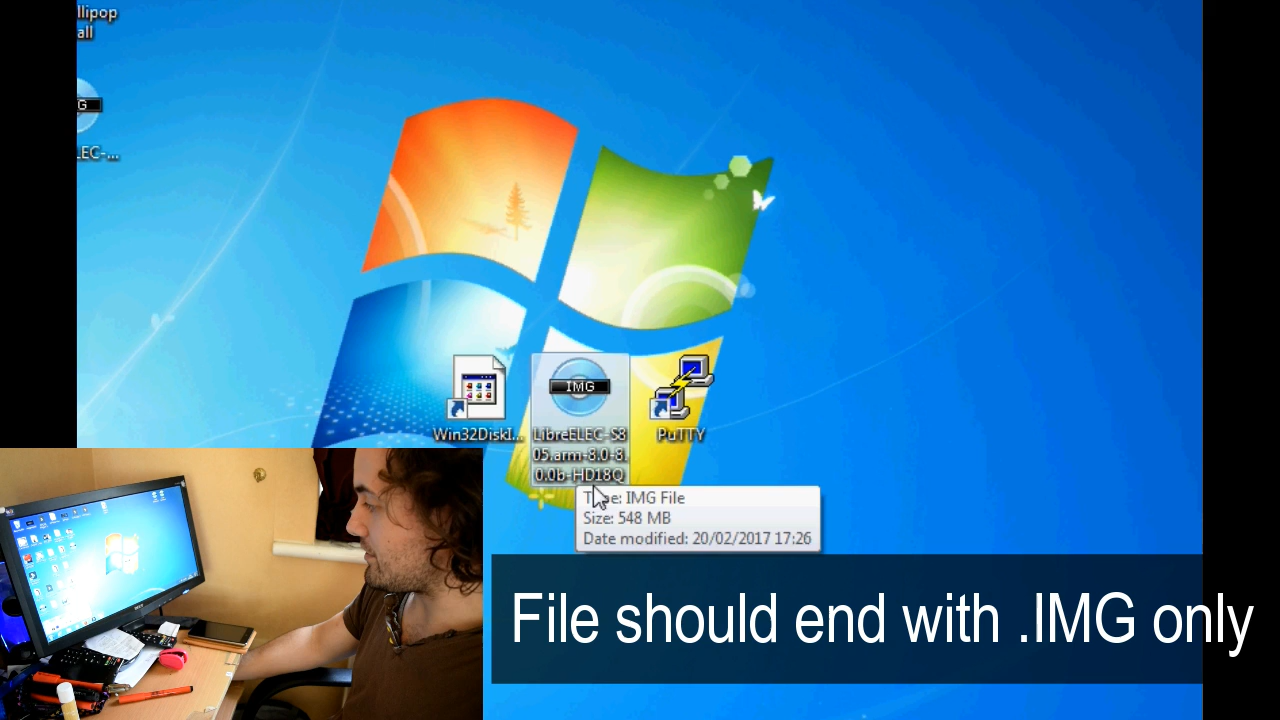 llipop
all
G
LEC-...
IMG
Win32DiskI...
LibreELEC-S8
05.arm-8.0-8.
0.0b-HD18Q
PuTTY
Type: IMG File
Size: 548 MB
Date modified: 20/02/2017 17:26
File should end with .IMG only